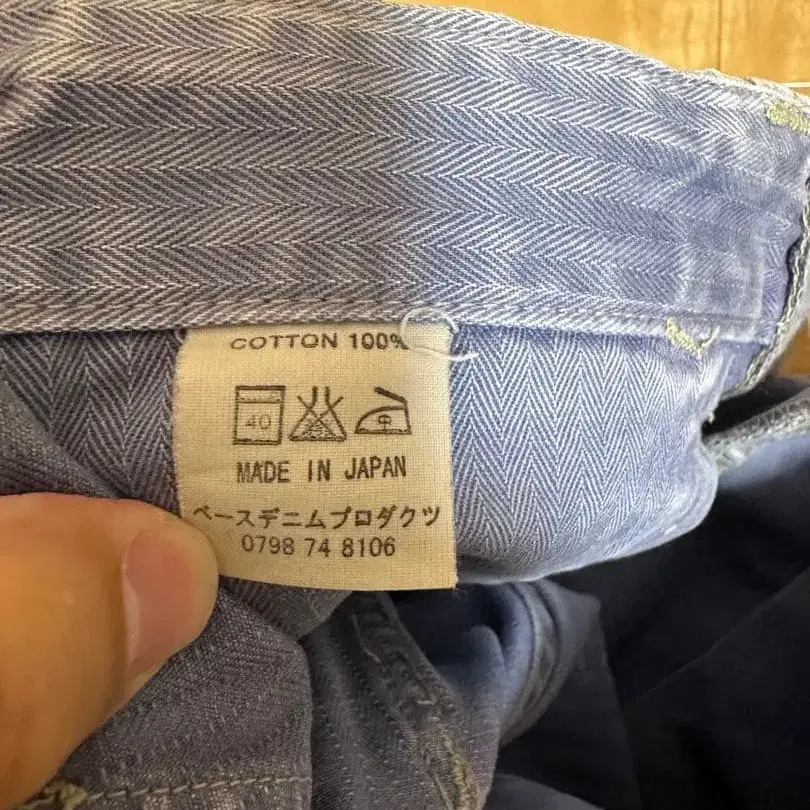 COTTON 100%
40 中
MADE IN JAPAN
ベースデニムプロダクツ
0798 74 8106